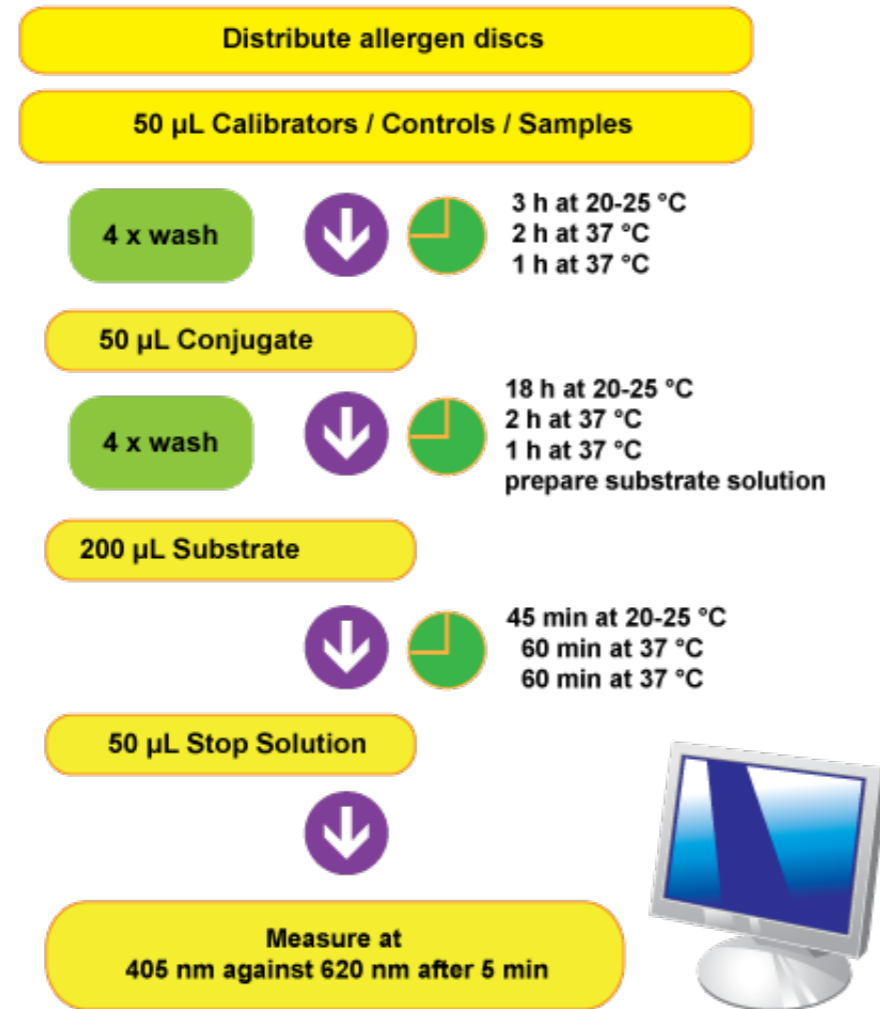 Distribute allergen discs
50 µL Calibrators / Controls / Samples
4 x wash
3 h at 20-25 °C
2 h at 37 °C
1 h at 37 °C
50 µL Conjugate
4 x wash
18 h at 20-25 °C
2 h at 37 °C
1 h at 37 °C
prepare substrate solution
200 µL Substrate
45 min at 20-25 °C
60 min at 37 °C
60 min at 37 °C
50 µL Stop Solution
Measure at
405 nm against 620 nm after 5 min